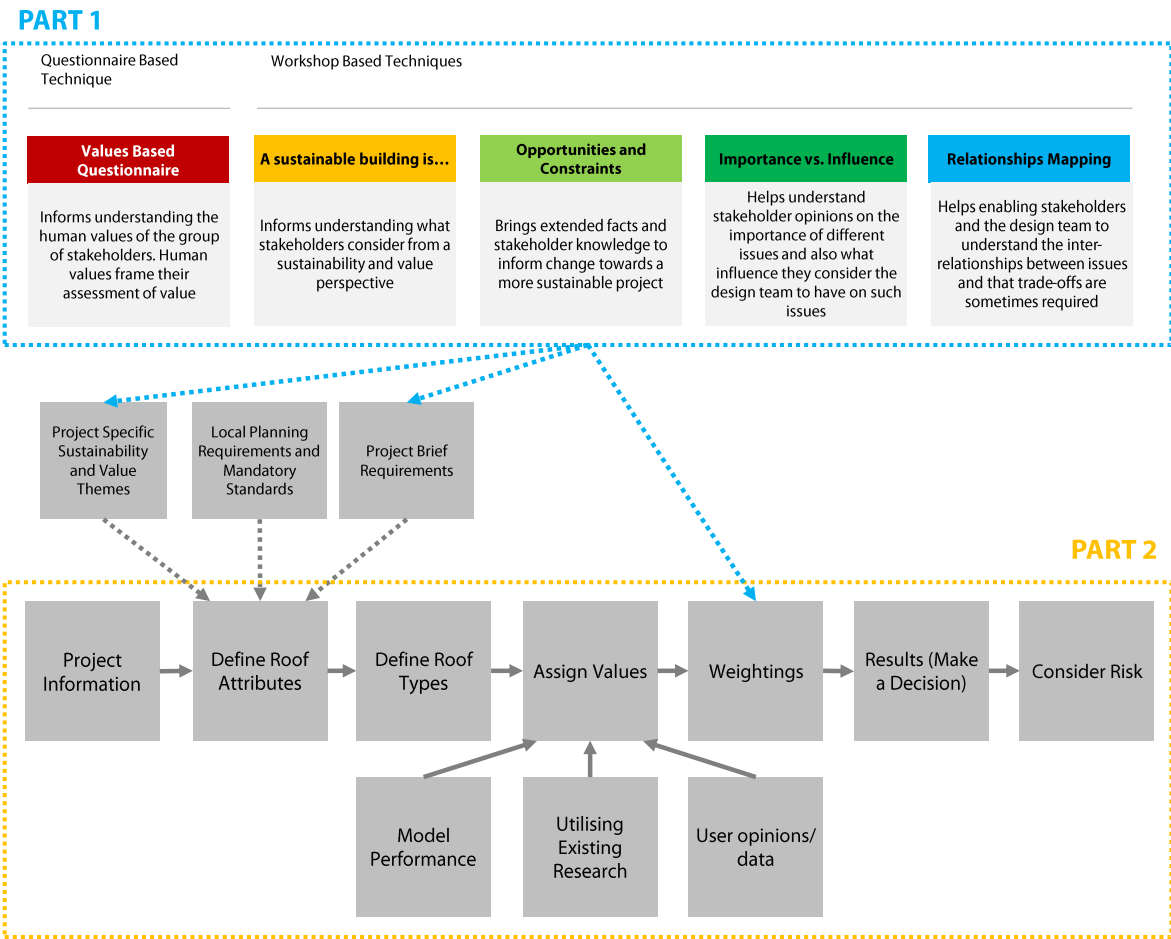 PART 1
Questionnaire Based
Technique
Workshop Based Techniques
Values Based
Questionnaire
Informs understanding the
human values of the group
of stakeholders. Human
values frame their
assessment of value
A sustainable building is...
Informs understanding what
stakeholders consider from a
sustainability and value
perspective
Opportunities and
Constraints
Brings extended facts and
stakeholder knowledge to
inform change towards a
more sustainable project
Importance vs. Influence
Helps understand
stakeholder opinions on the
importance of different
issues and also what
influence they consider the
design team to have on such
issues
Relationships Mapping
Helps enabling stakeholders
and the design team to
understand the inter-
relationships between issues
and that trade-offs are
sometimes required
Project Specific
Sustainability
and Value
Themes
Local Planning
Requirements and
Mandatory
Standards
Project Brief
Requirements
PART 2
Project
Information
Define Roof
Attributes
Define Roof
Types
Assign Values
Weightings
Results (Make
a Decision)
Consider Risk
Model
Performance
Utilising
Existing
Research
User opinions/
data